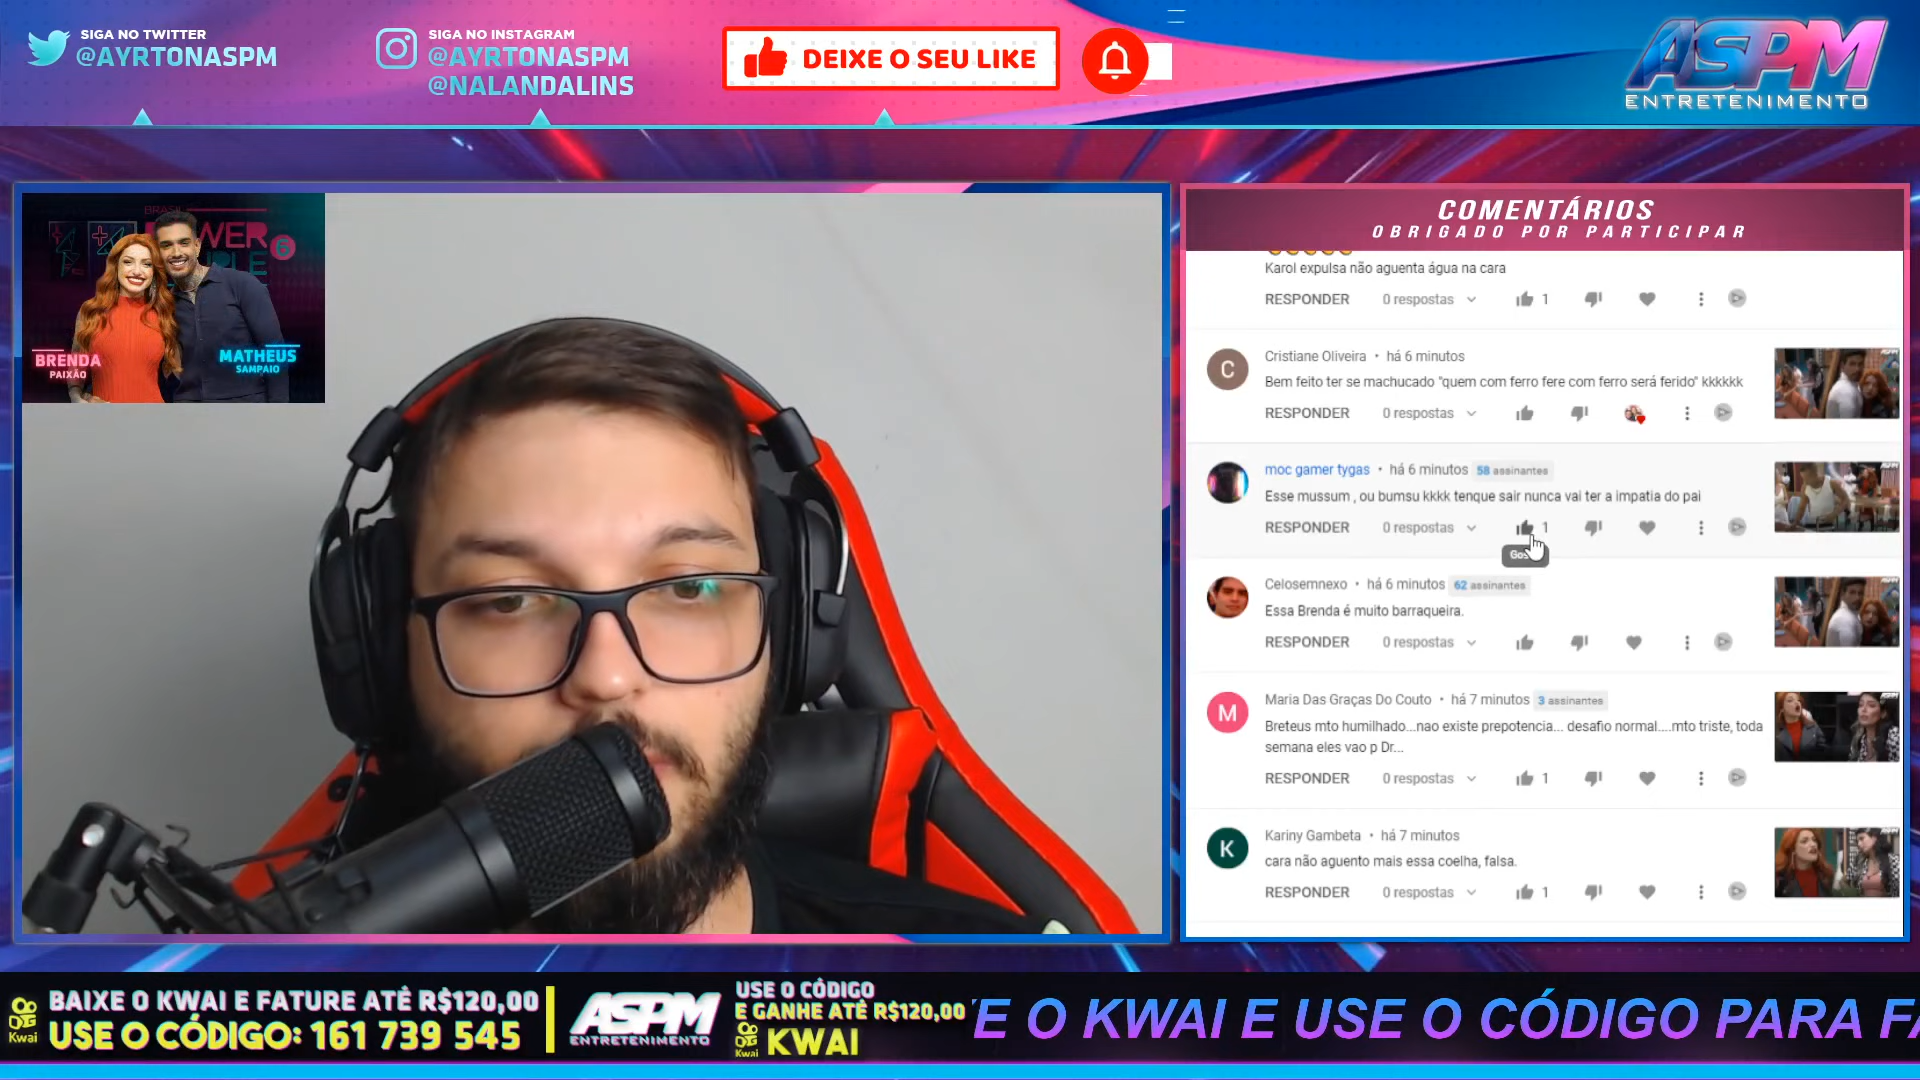 SIGA NO TWITTER
@AYRTONASPM
SIGA NO INSTAGRAM
@AYRTONASPM
@NALANDALINS
DEIXE O SEU LIKE
ASPM
ENTRETENIMENTO
BRASIL
BRENDA
PAIXÃO
MATHEUS
SAMPAIO
COMENTÁRIOS
OBRIGADO POR PARTICIPAR
Karol expulsa não aguenta água na cara
RESPONDER 0 respostas 1
C
Cristiane Oliveira • há 6 minutos
Bem feito ter se machucado "quem com ferro fere com ferro será ferido" kkkkkk
RESPONDER 0 respostas
moc gamer tygas • há 6 minutos 58 assinantes
Esse mussum , ou bumsu kkkk tenque sair nunca vai ter a impatia do pai
RESPONDER 0 respostas 1
Celosemnexo • há 6 minutos 62 assinantes
Essa Brenda é muito barraqueira.
RESPONDER 0 respostas
M
Maria Das Graças Do Couto • há 7 minutos 3 assinantes
Breteus mto humilhado...nao existe prepotencia... desafio normal....mto triste, toda
semana eles vao p Dr...
RESPONDER 0 respostas 1
K
Kariny Gambeta • há 7 minutos
cara não aguento mais essa coelha, falsa.
RESPONDER 0 respostas 1
Kwai
BAIXE O KWAI E FATURE ATÉ R$120,00
USE O CÓDIGO: 161 739 545
ASPM
ENTRETENIMENTO
USE O CÓDIGO
E GANHE ATÉ R$120,00
Kwai
KWAI
E O KWAI E USE O CÓDIGO PARA FA